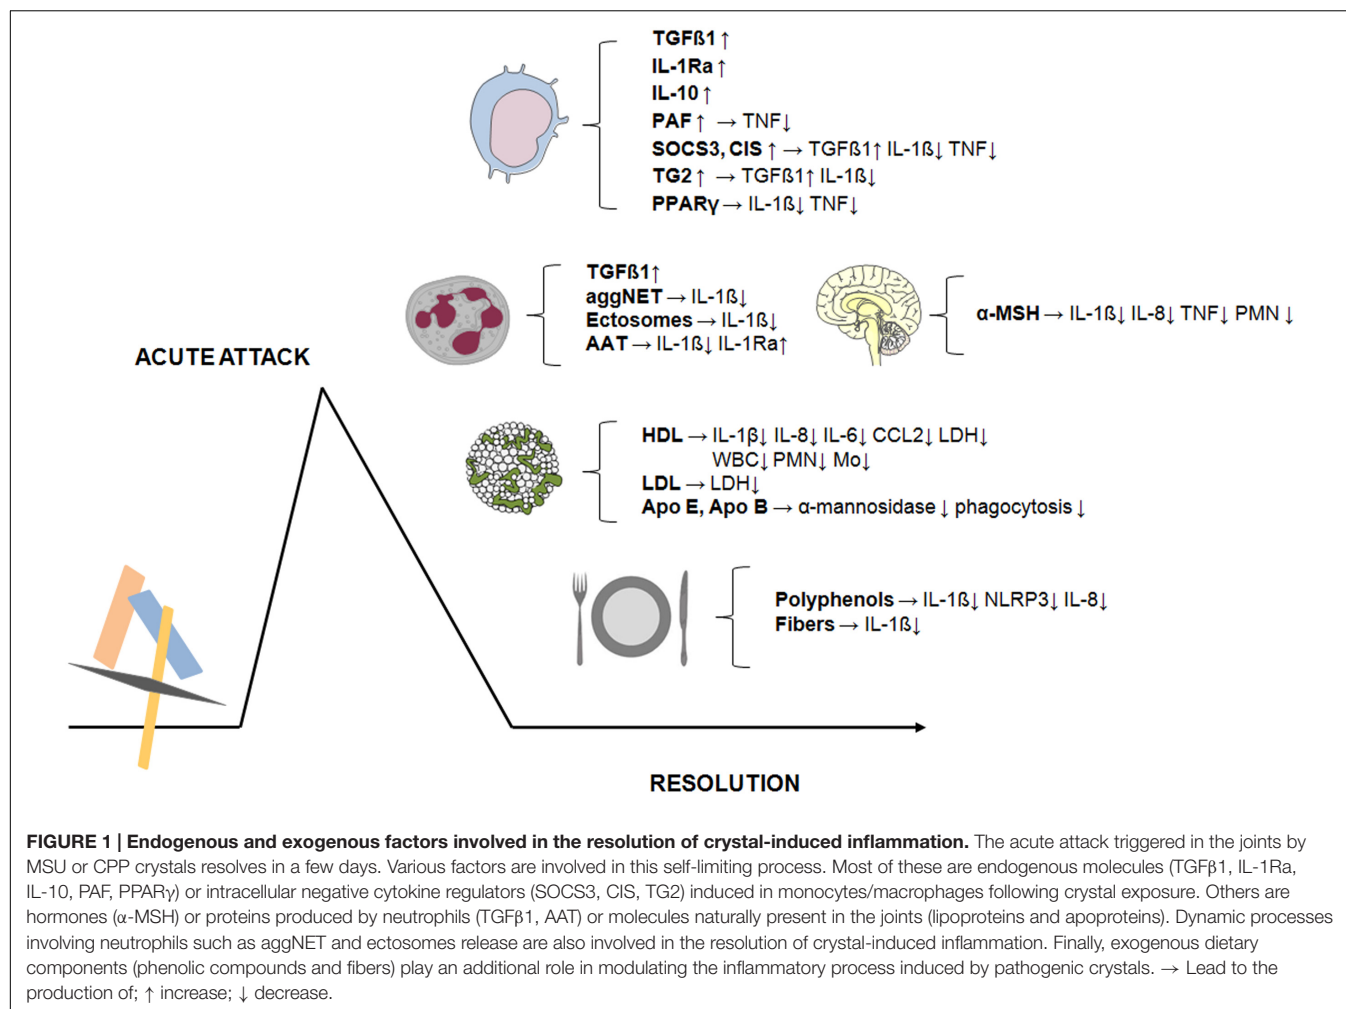 TGFß1 ↑
IL-1Ra ↑
IL-10 ↑
PAF ↑ → TNF↓
SOCS3, CIS ↑ → TGFß1↑ IL-1ß↓ TNF↓
TG2 ↑ → TGFß1↑ IL-1ß↓
PPARγ → IL-1ß↓ TNF↓
TGFß1↑
aggNET → IL-1ß↓
Ectosomes → IL-1ß↓
AAT → IL-1ß↓ IL-1Ra↑
α-MSH → IL-1ß↓ IL-8↓ TNF↓ PMN ↓
ACUTE ATTACK
HDL → IL-1β↓ IL-8↓ IL-6↓ CCL2↓ LDH↓
WBC↓ PMN↓ Mo↓
LDL → LDH↓
Apo E, Apo B → α-mannosidase ↓ phagocytosis ↓
Polyphenols → IL-1ß↓ NLRP3↓ IL-8↓
Fibers → IL-1ß↓
RESOLUTION
FIGURE 1 | Endogenous and exogenous factors involved in the resolution of crystal-induced inflammation. The acute attack triggered in the joints by
MSU or CPP crystals resolves in a few days. Various factors are involved in this self-limiting process. Most of these are endogenous molecules (TGFβ1, IL-1Ra,
IL-10, PAF, PPARγ) or intracellular negative cytokine regulators (SOCS3, CIS, TG2) induced in monocytes/macrophages following crystal exposure. Others are
hormones (α-MSH) or proteins produced by neutrophils (TGFβ1, AAT) or molecules naturally present in the joints (lipoproteins and apoproteins). Dynamic processes
involving neutrophils such as aggNET and ectosomes release are also involved in the resolution of crystal-induced inflammation. Finally, exogenous dietary
components (phenolic compounds and fibers) play an additional role in modulating the inflammatory process induced by pathogenic crystals. → Lead to the
production of; ↑ increase; ↓ decrease.